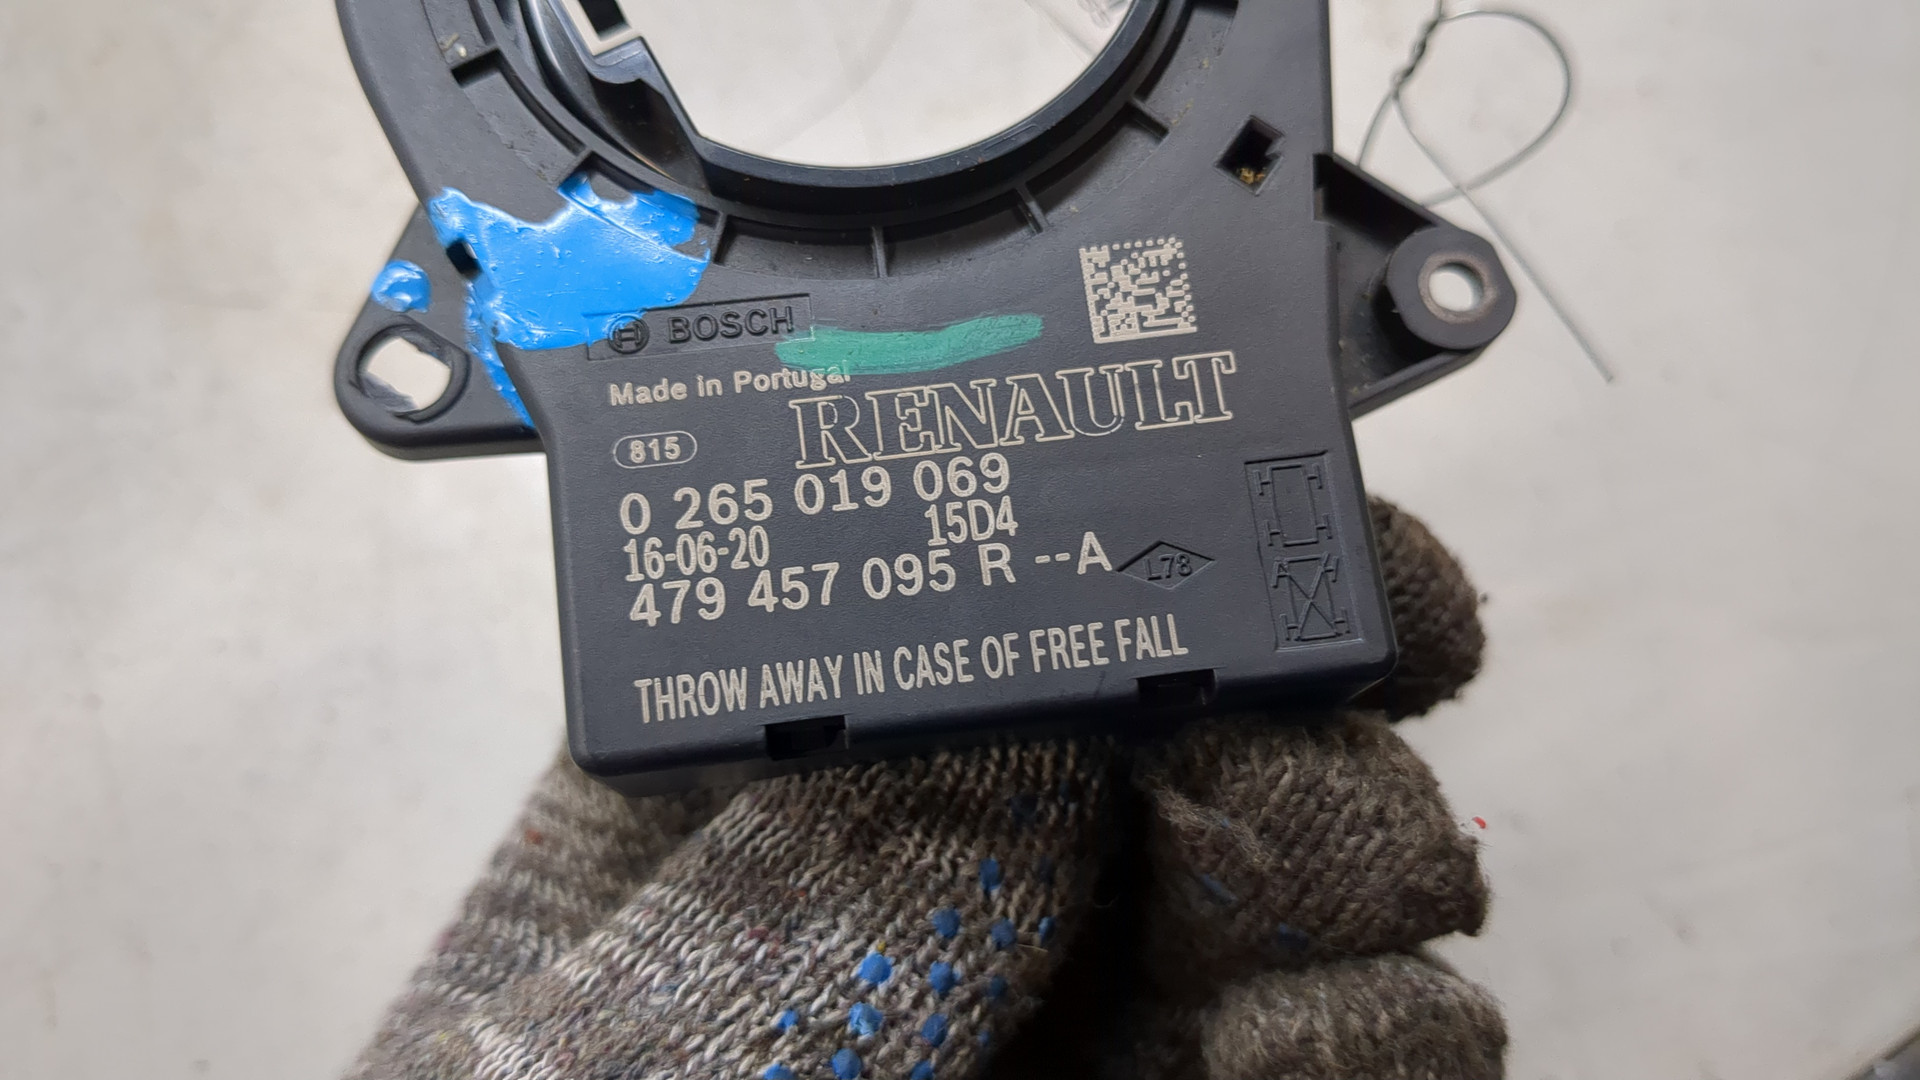 BOSCH
Made in Portugal
RENAULT
815
0 265 019 069
16-06-20 15D4
479 457 095 R --A
L78
THROW AWAY IN CASE OF FREE FALL